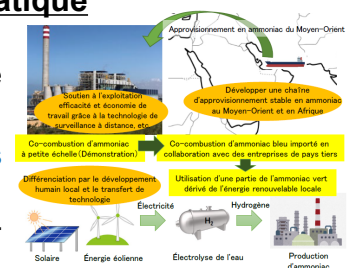 atique
Approvisionnement en ammoniac du Moyen-Orient
Soutien à l'exploitation
efficacité et économie de
travail grâce à la technologie de
surveillance à distance, etc.
Développer une chaîne
d'approvisionnement stable en ammoniac
au Moyen-Orient et en Afrique
Co-combustion d'ammoniac
à petite échelle(Démonstration)
Co-combustion d'ammoniac bleu importé en
collaboration avec des entreprises de pays tiers
Différenciation par le développement
humain local et le transfert de
technologie
Utilisation d'une partie de l'ammoniac vert
dérivé de l'énergie renouvelable locale
Électricité
Hydrogène
H₂
Solaire
Énergie éolienne
Électrolyse de l'eau
Production
d'ammoniac